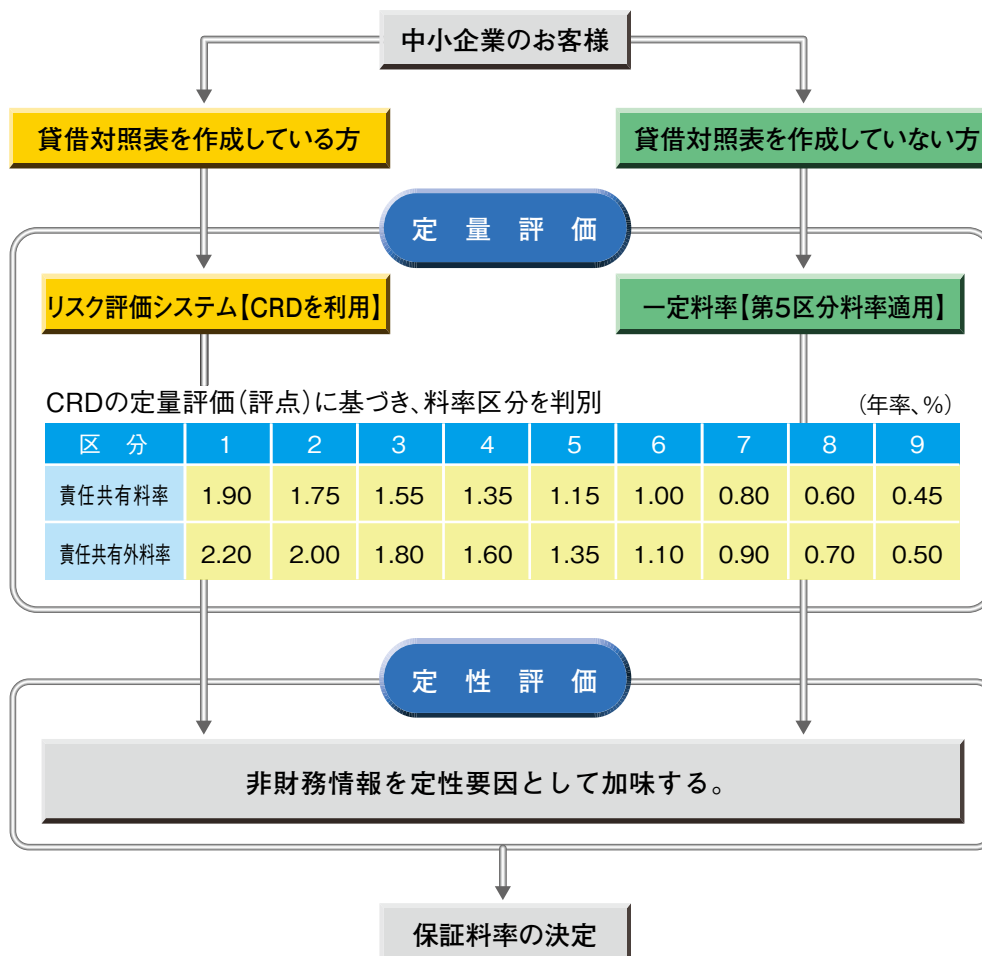 中小企業のお客様
貸借対照表を作成している方
貸借対照表を作成していない方
定量評価
リスク評価システム【CRDを利用】
一定料率【第5区分料率適用】
CRDの定量評価(評点)に基づき、料率区分を判別
(年率、%)
区分 1 2 3 4 5 6 7 8 9
責任共有料率 1.90 1.75 1.55 1.35 1.15 1.00 0.80 0.60 0.45
責任共有外料率 2.20 2.00 1.80 1.60 1.35 1.10 0.90 0.70 0.50
定性評価
非財務情報を定性要因として加味する。
保証料率の決定